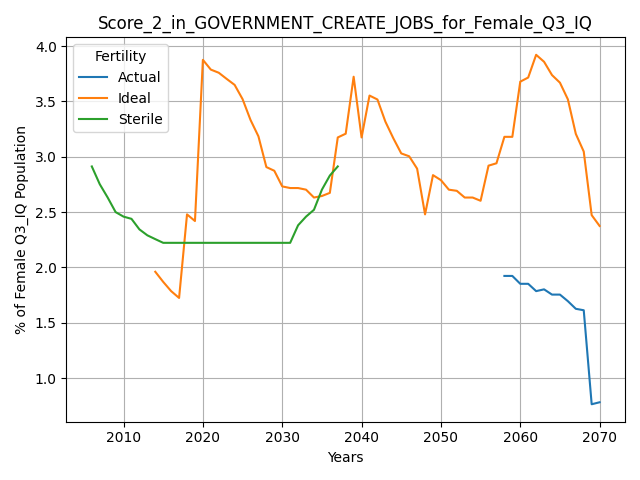 Score_2_in_GOVERNMENT_CREATE_JOBS_for_Female_Q3_IQ
Fertility
Actual
Ideal
Sterile
% of Female Q3_IQ Population
4.0
3.5
3.0
2.5
2.0
1.5
1.0
2010 2020 2030 2040 2050 2060 2070
Years